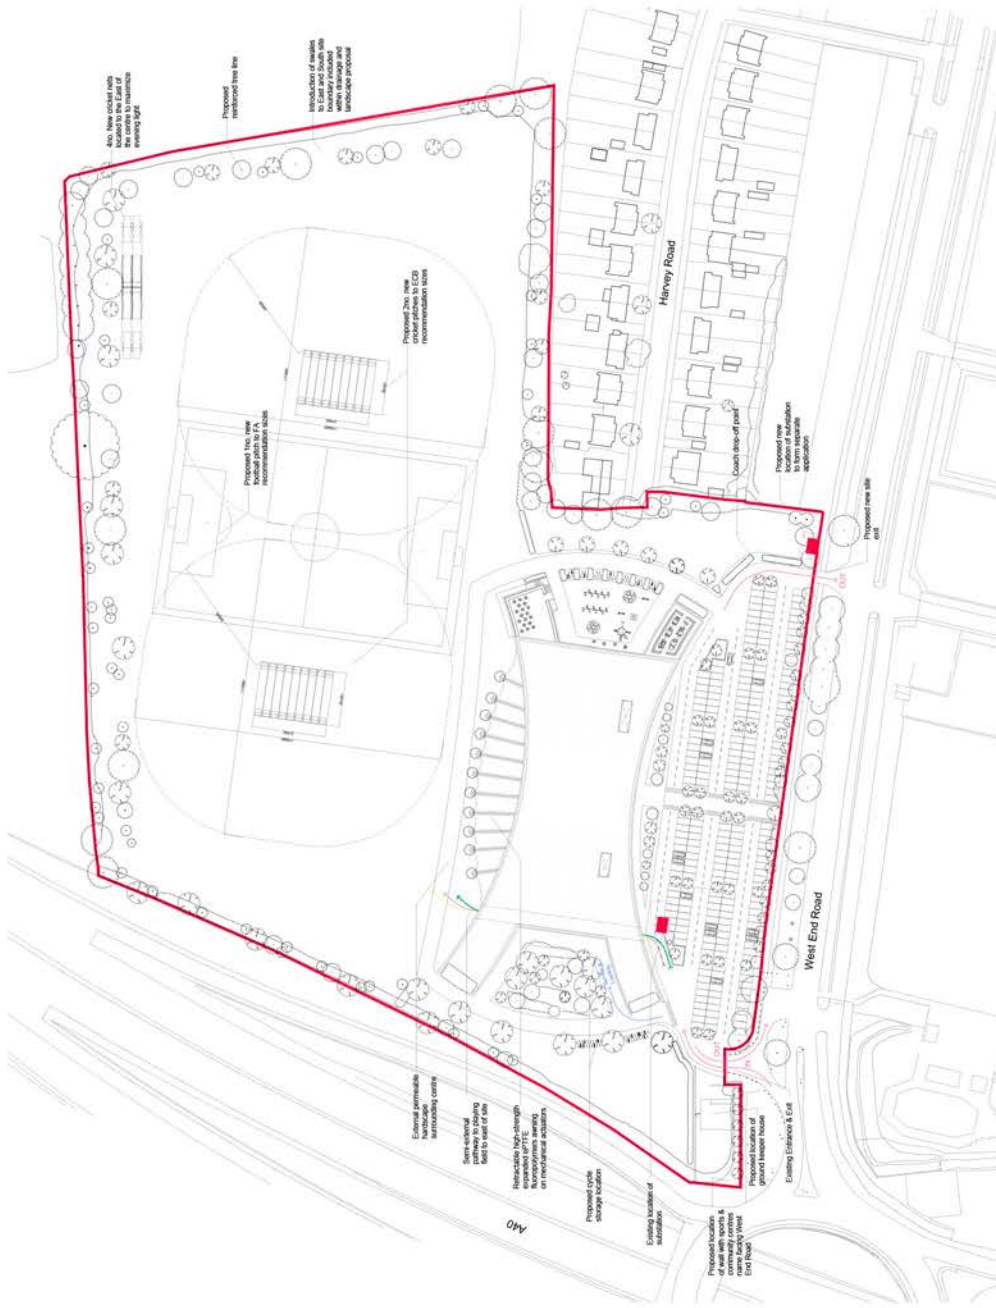 4no. New cricket nets
located to the East of
the centre to maximize
evening light
Proposed
reinforced tree line
Introduction of swales
to East and South site
boundary included
within drainage and
landscape proposal
Proposed 1no. new
football pitch to FA
recommendation sizes
Proposed 2no. new
cricket pitches to ECB
recommendation sizes
Harvey Road
Coach drop-off point
Proposed new
location of substation
to form separate
application
Proposed new site
exit
OUT
West End Road
External permeable
hardscape
surrounding centre
Semi-external
pathway to playing
field to east of site
Retractable high-strength
expanded ePTFE
fluoropolymers awning
on mechanical actuators
Proposed cycle
storage location
Existing location of
substation
A40
OUT
IN
Proposed location
of wall with sports &
community centres
name facing West
End Road
Proposed location of
ground keeper house
Existing Entrance & Exit